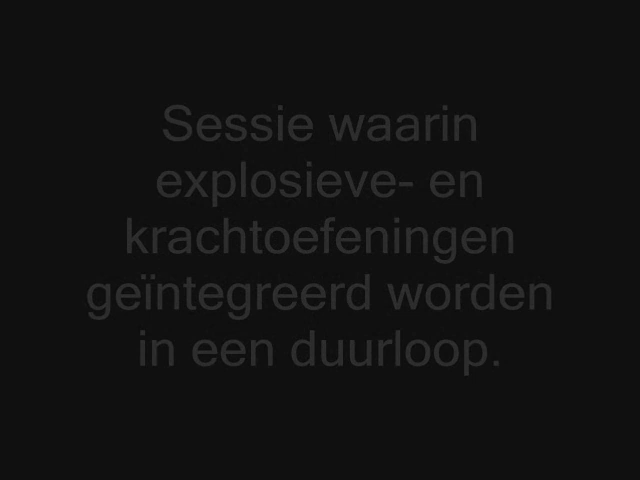 Sessie waarin
explosieve- en
krachtoefeningen
geïntegreerd worden
in een duurloop.